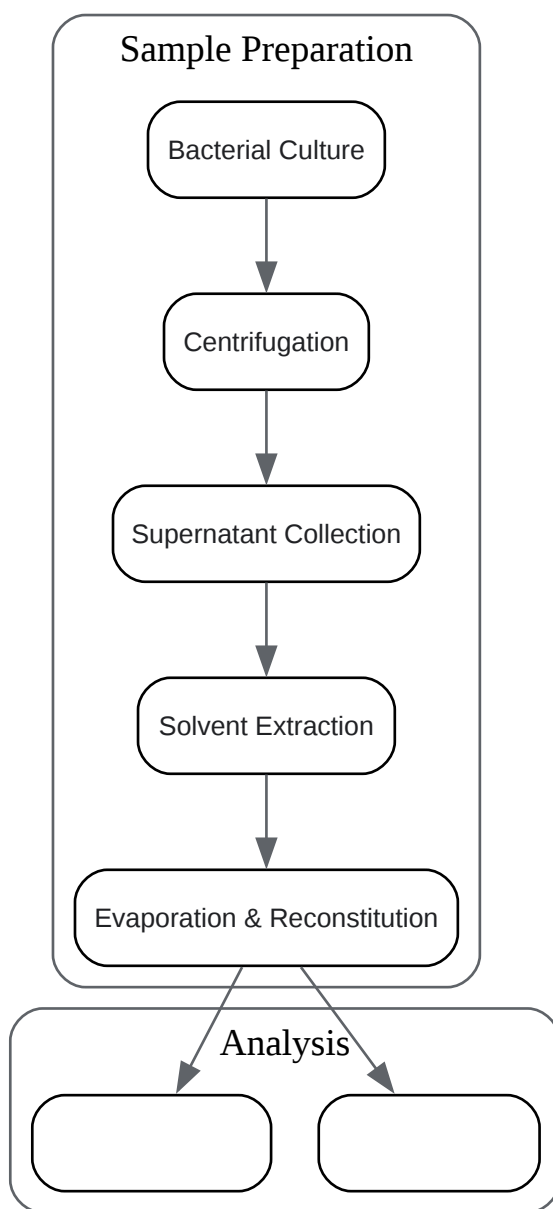 Sample Preparation
Bacterial Culture
Centrifugation
Supernatant Collection
Solvent Extraction
Evaporation & Reconstitution
Analysis